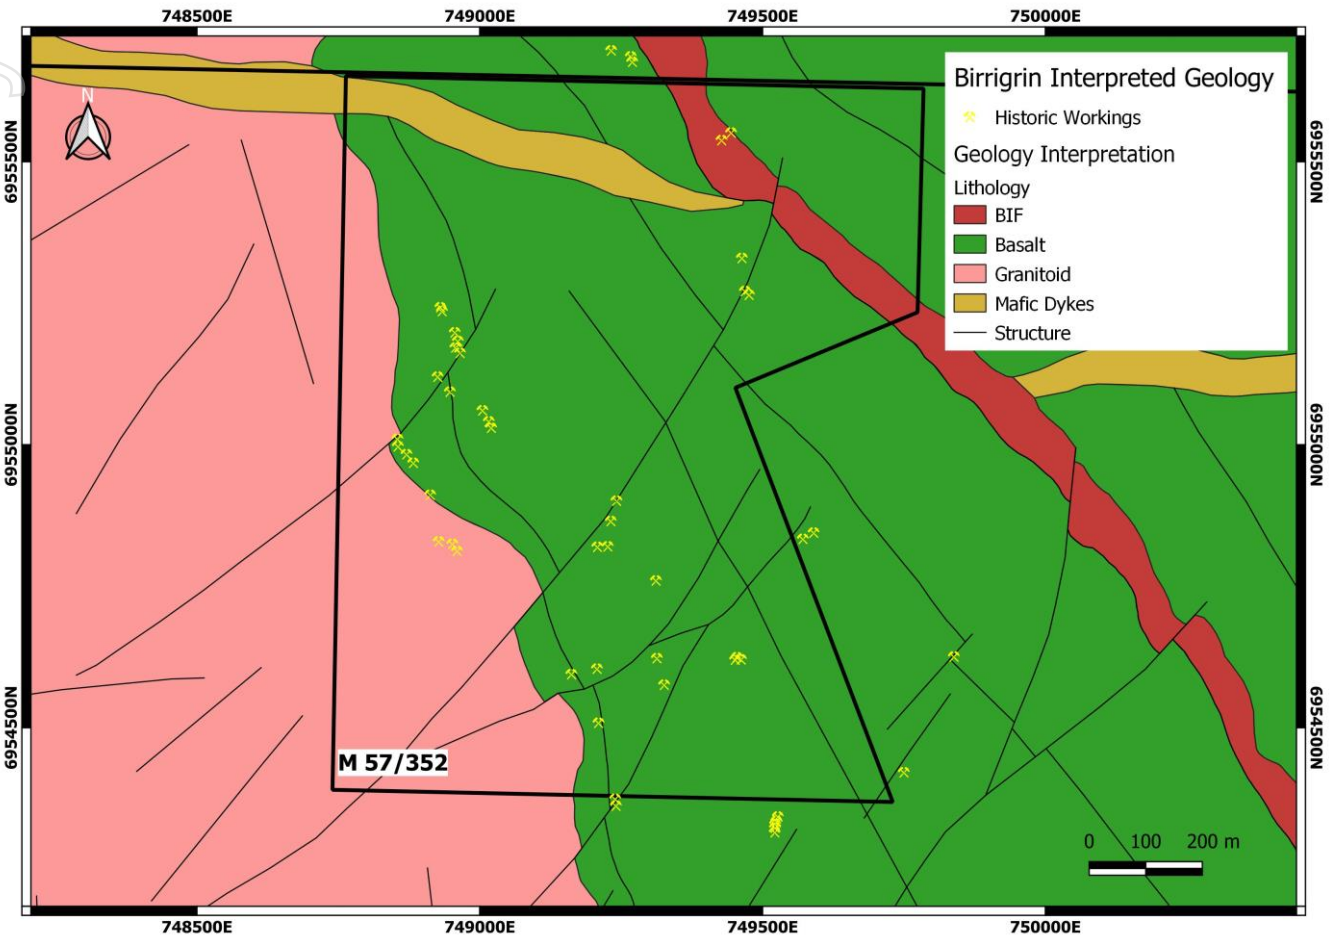 748500E
749000E
749500E
750000E
Birrigrin Interpreted Geology
Historic Workings
Geology Interpretation
Lithology
BIF
Basalt
Granitoid
Mafic Dykes
Structure
N
6955500N
6955500N
6955000N
6955000N
6954500N
6954500N
M 57/352
0 100 200 m
748500E
749000E
749500E
750000E